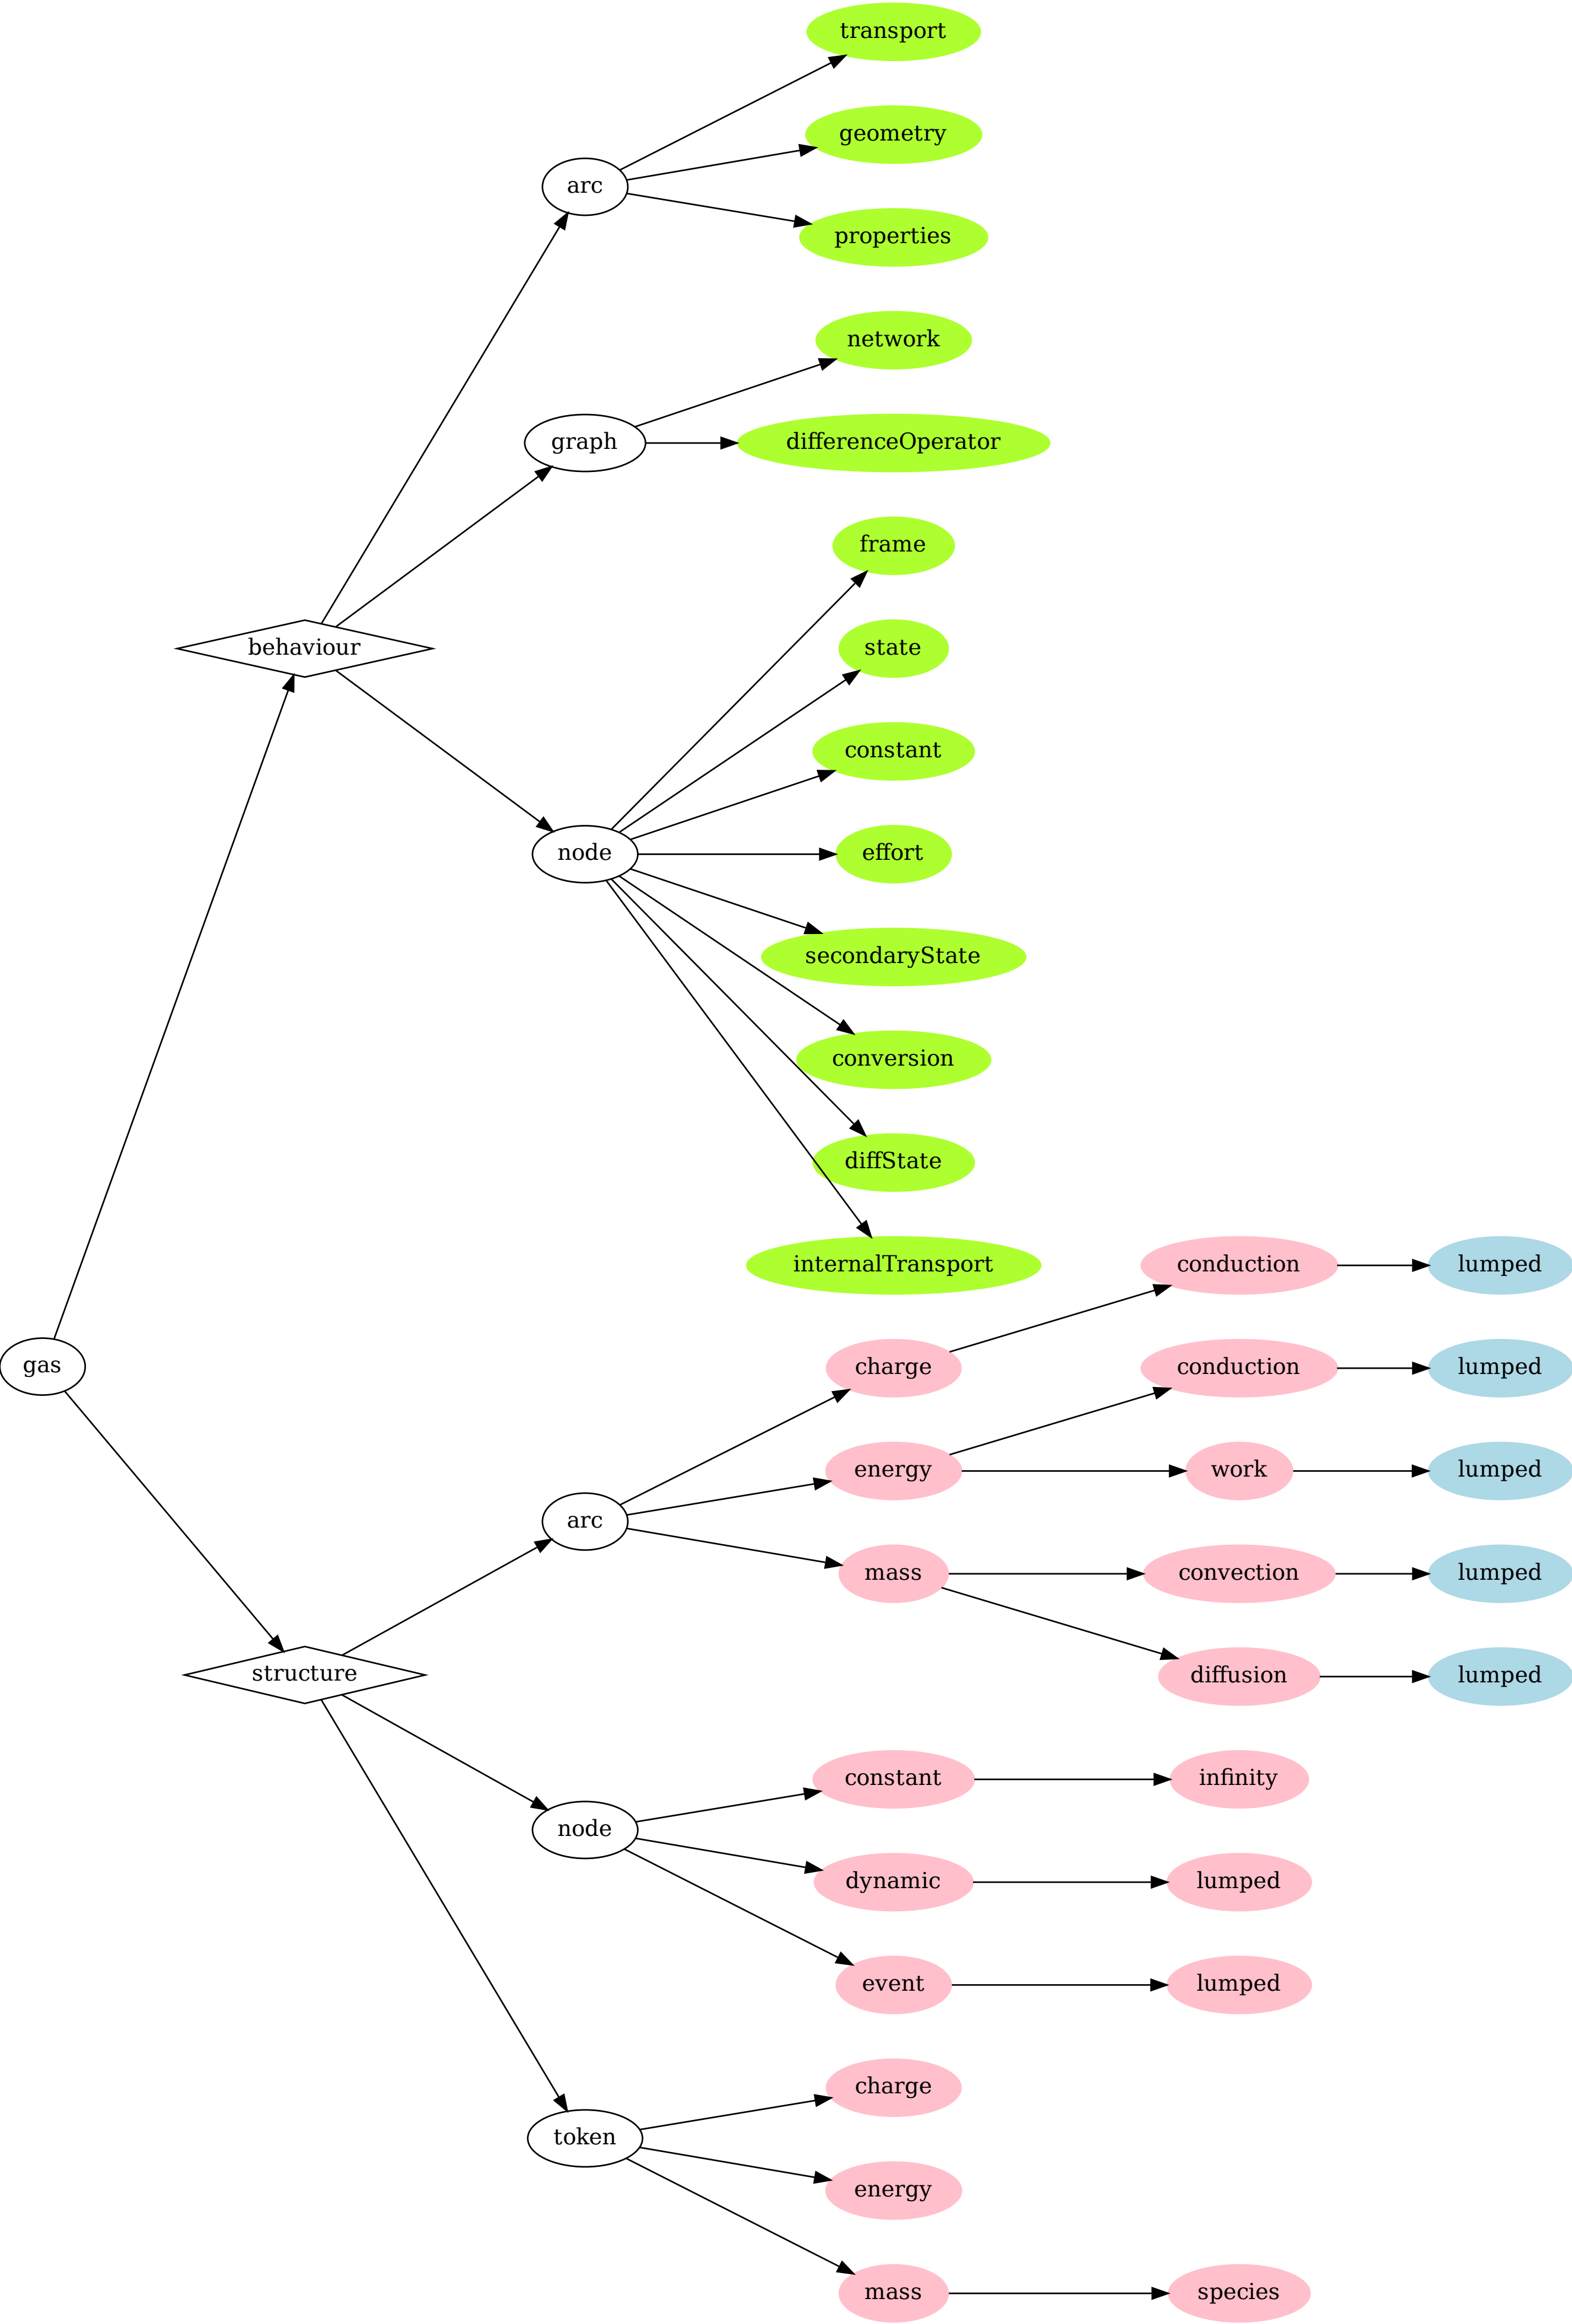 transport
geometry
arc
properties
network
graph
differenceOperator
frame
behaviour
state
constant
node
effort
secondaryState
conversion
diffState
internalTransport
conduction
lumped
gas
charge
conduction
lumped
energy
work
lumped
arc
mass
convection
lumped
structure
diffusion
lumped
constant
infinity
node
dynamic
lumped
event
lumped
charge
token
energy
mass
species